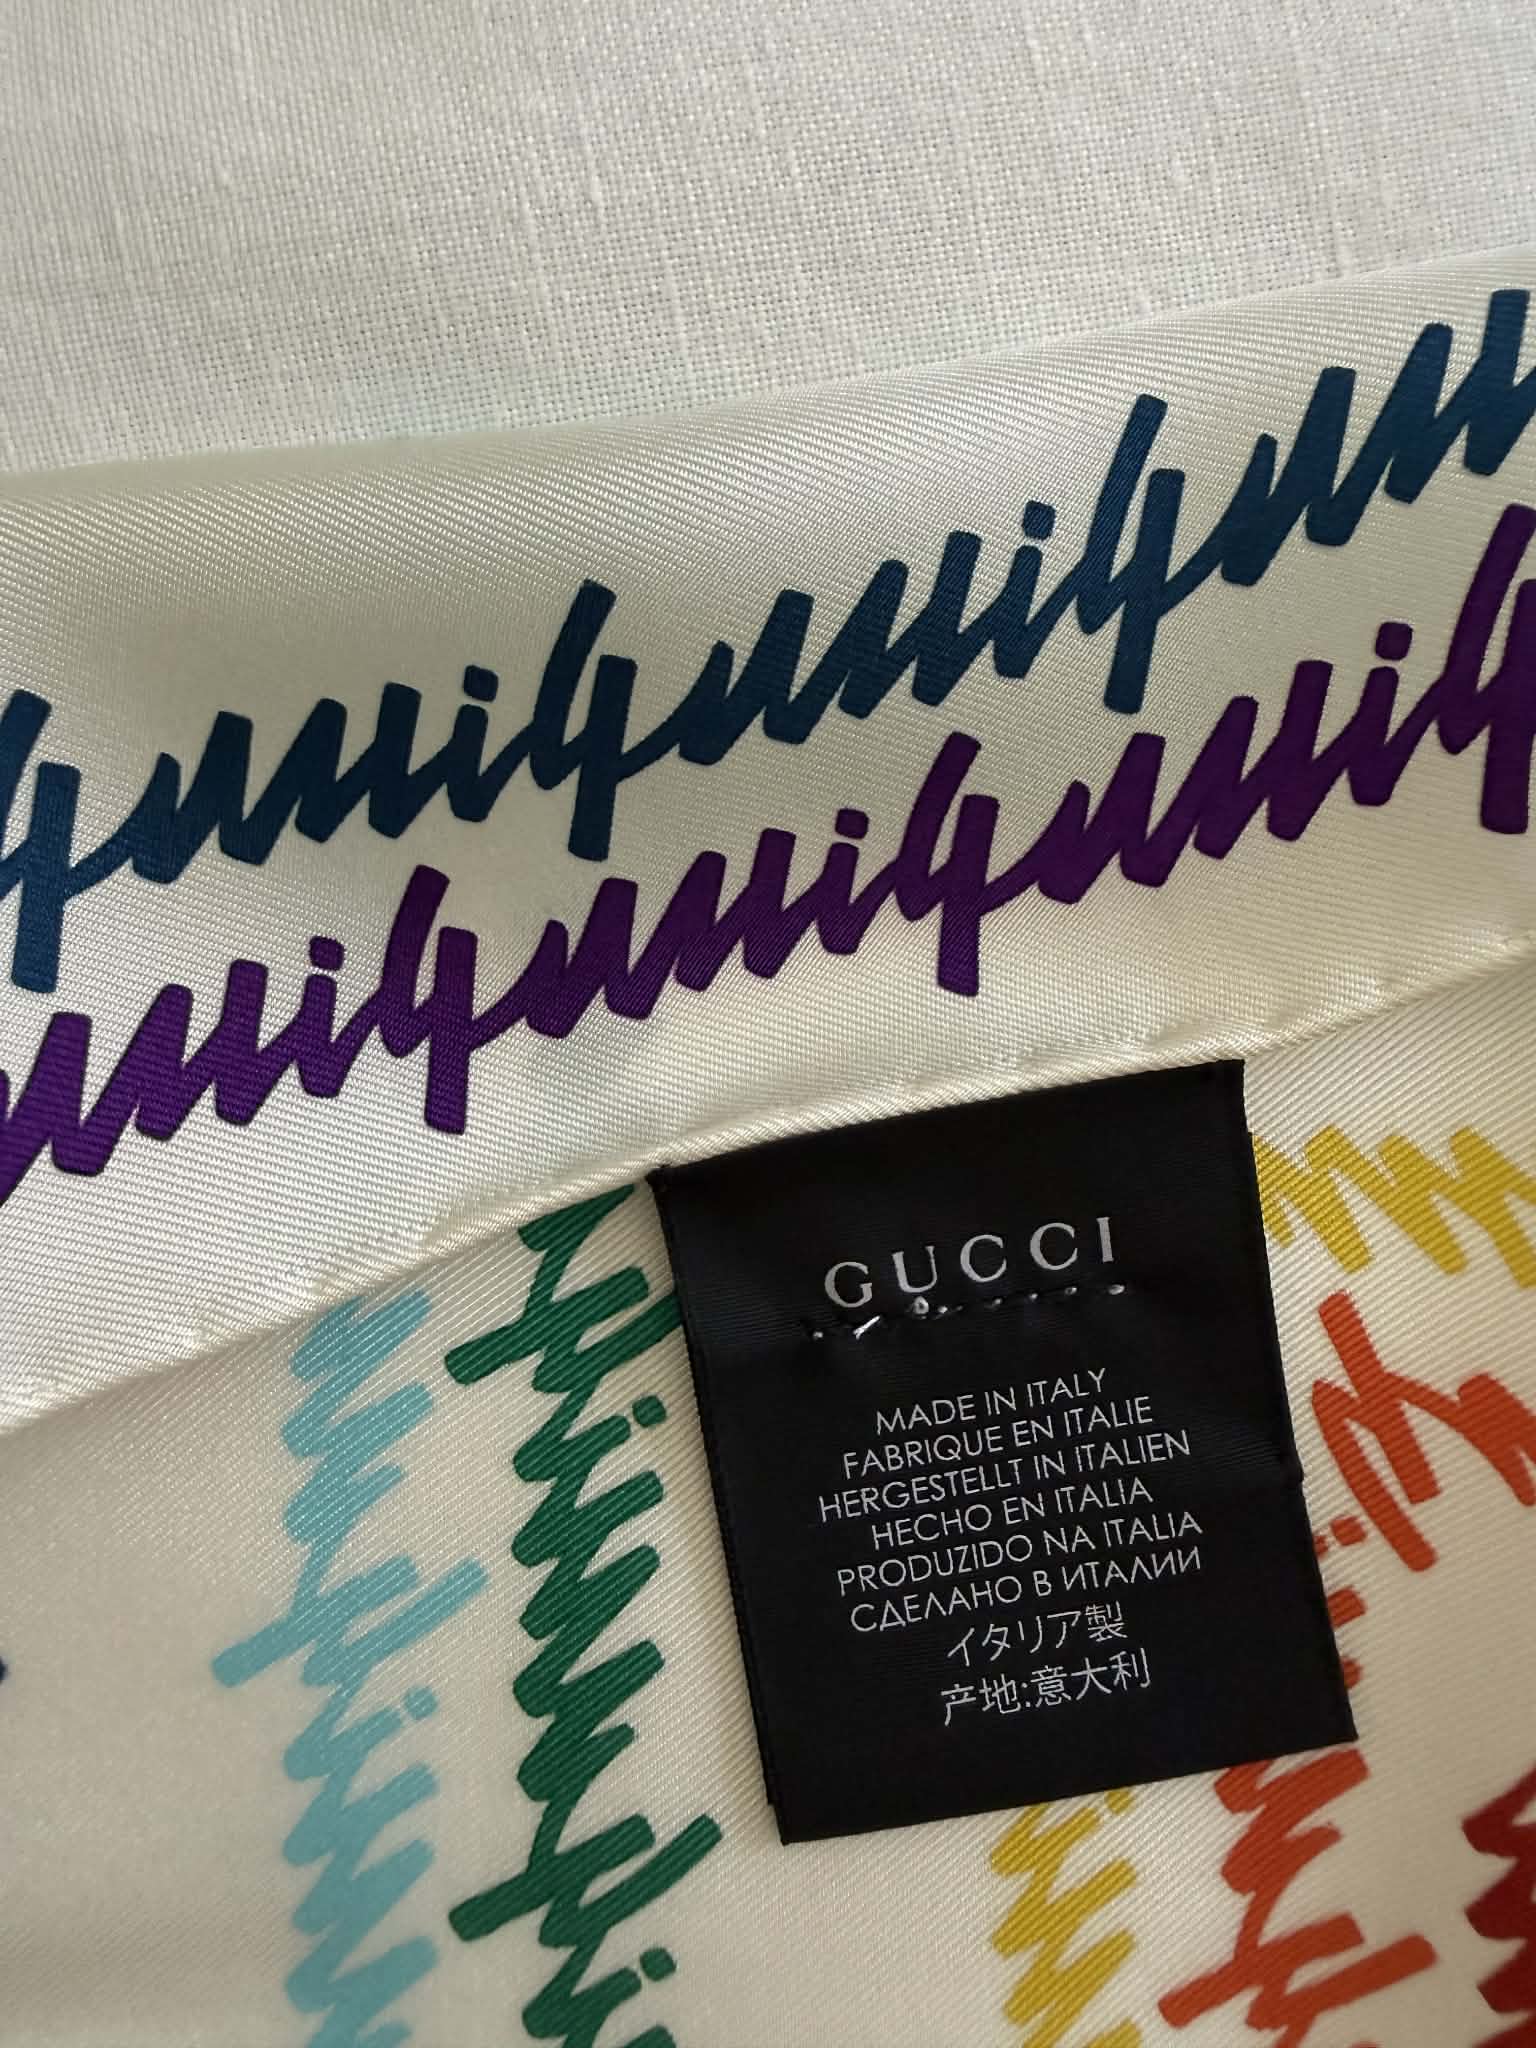 GUCCI
MADE IN ITALY
FABRIQUE EN ITALIE
HERGESTELLT IN ITALIEN
HECHO EN ITALIA
PRODUZIDO NA ITALIA
СДЕЛАНО В ИТАЛИИ
イタリア製
产地:意大利